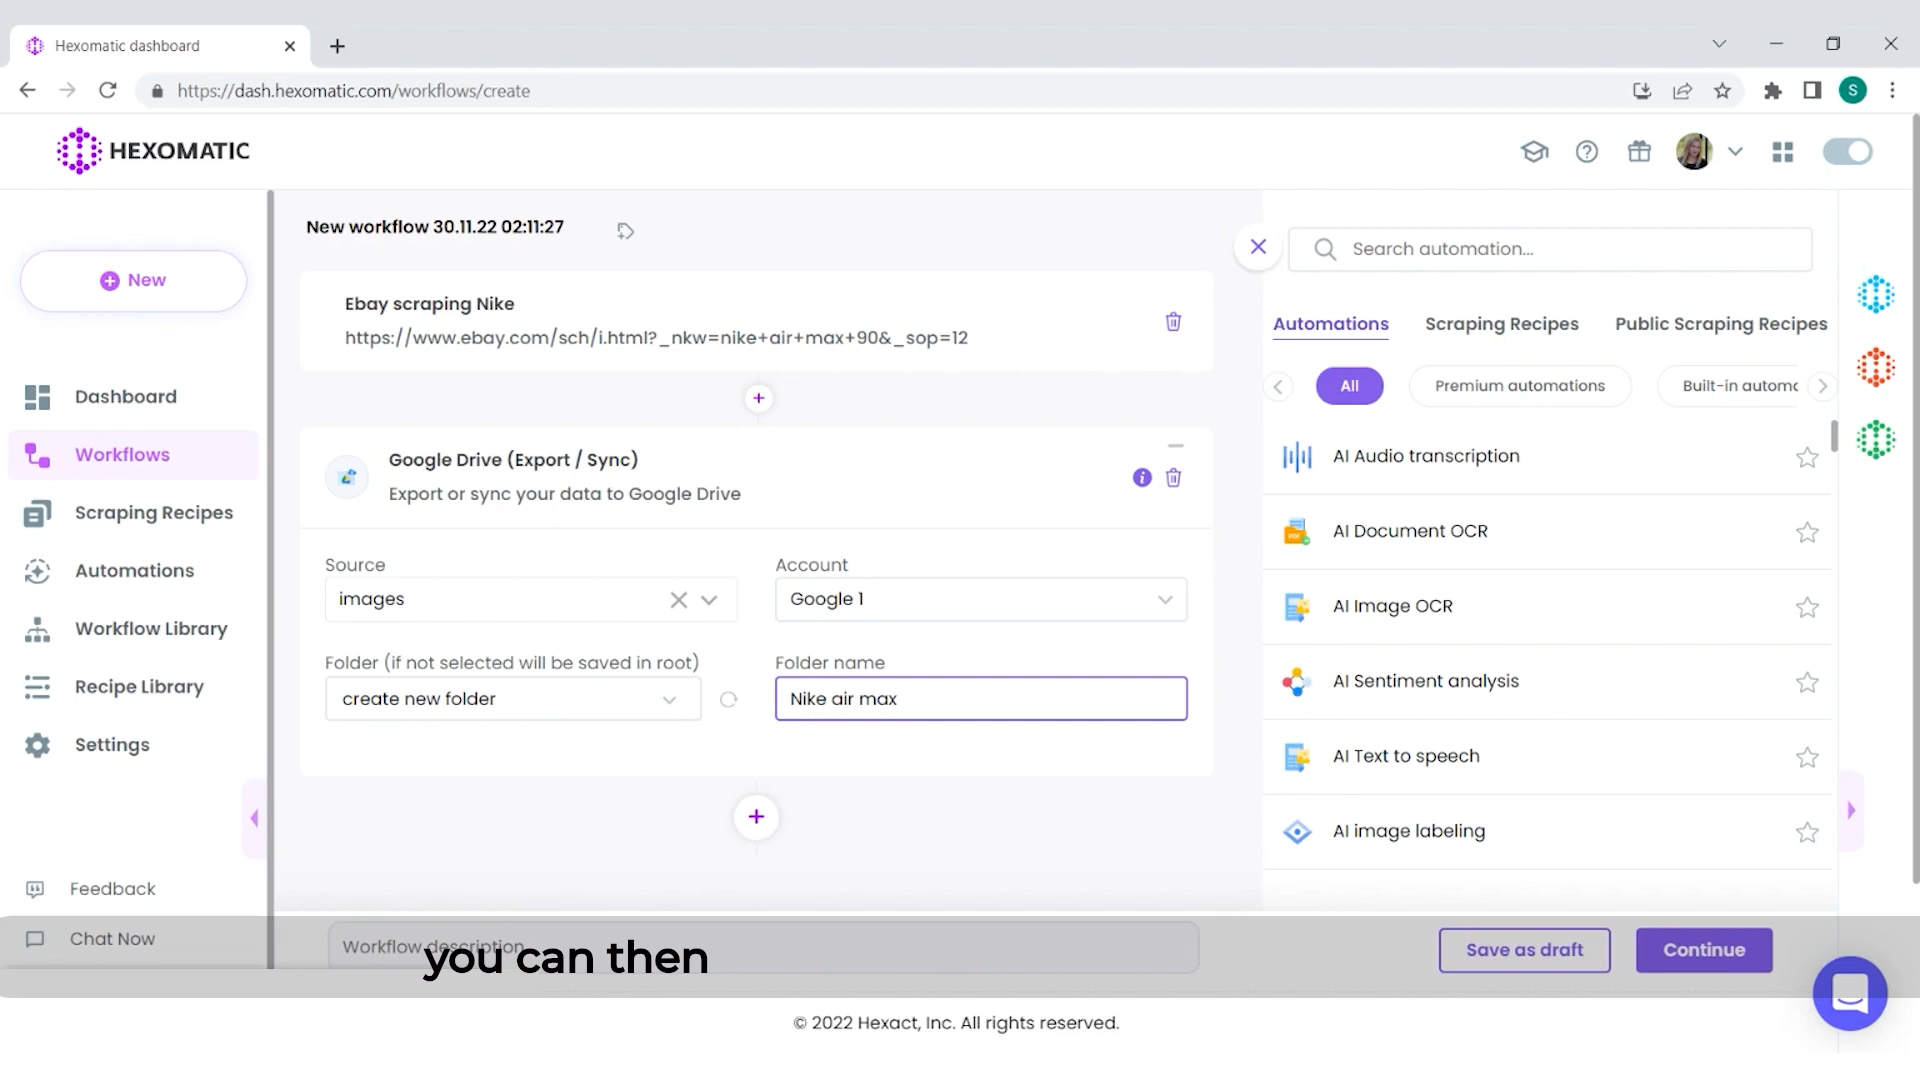 Hexomatic dashboard
https://dash.hexomatic.com/workflows/create
S
HEXOMATIC
New
Dashboard
Workflows
Scraping Recipes
Automations
Workflow Library
Recipe Library
Settings
Feedback
Chat Now
New workflow 30.11.22 02:11:27
Ebay scraping Nike
https://www.ebay.com/sch/i.html?_nkw=nike+air+max+90&_sop=12
Google Drive (Export / Sync)
Export or sync your data to Google Drive
Source
Account
images
Google 1
Folder (if not selected will be saved in root)
Folder name
create new folder
Nike air max
Search automation...
Automations
Scraping Recipes
Public Scraping Recipes
All
Premium automations
Built-in automa
AI Audio transcription
AI Document OCR
AI Image OCR
AI Sentiment analysis
AI Text to speech
AI image labeling
Workflow description
you can then
Save as draft
Continue
© 2022 Hexact, Inc. All rights reserved.